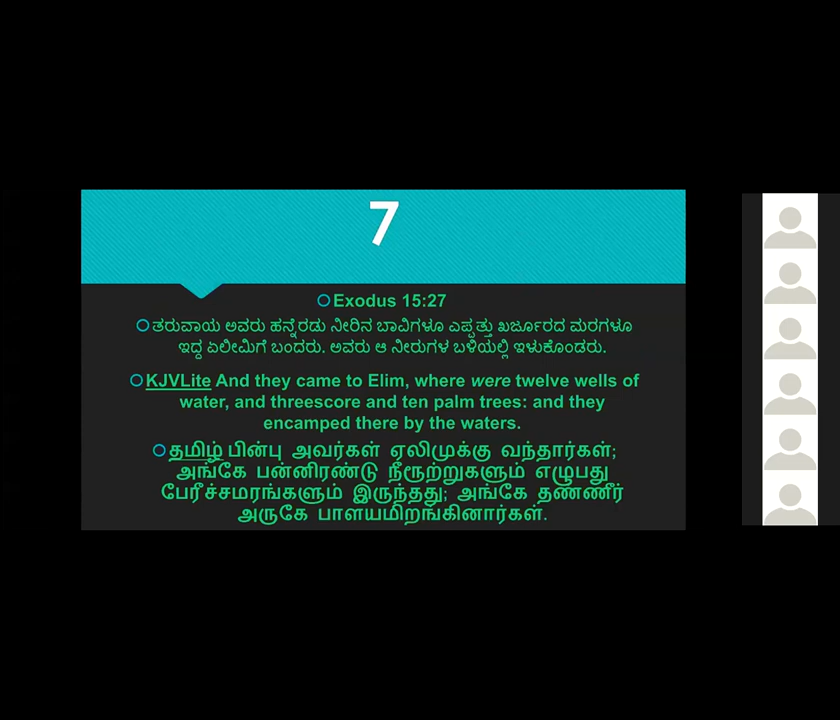 7
Exodus 15:27
ತರುವಾಯ ಅವರು ಹನ್ನೆರಡು ನೀರಿನ ಬಾವಿಗಳೂ ಎಪ್ಪತ್ತು ಖರ್ಜೂರದ ಮರಗಳೂ
ಇದ್ದ ಏಲೀಮಿಗೆ ಬಂದರು. ಅವರು ಆ ನೀರುಗಳ ಬಳಿಯಲ್ಲಿ ಇಳುಕೊಂಡರು.
KJVLite And they came to Elim, where were twelve wells of
water, and threescore and ten palm trees: and they
encamped there by the waters.
தமிழ் பின்பு அவர்கள் ஏலிமுக்கு வந்தார்கள்;
அங்கே பன்னிரண்டு நீரூற்றுகளும் எழுபது
பேரீச்சமரங்களும் இருந்தது; அங்கே தண்ணீர்
அருகே பாளயமிறங்கினார்கள்.